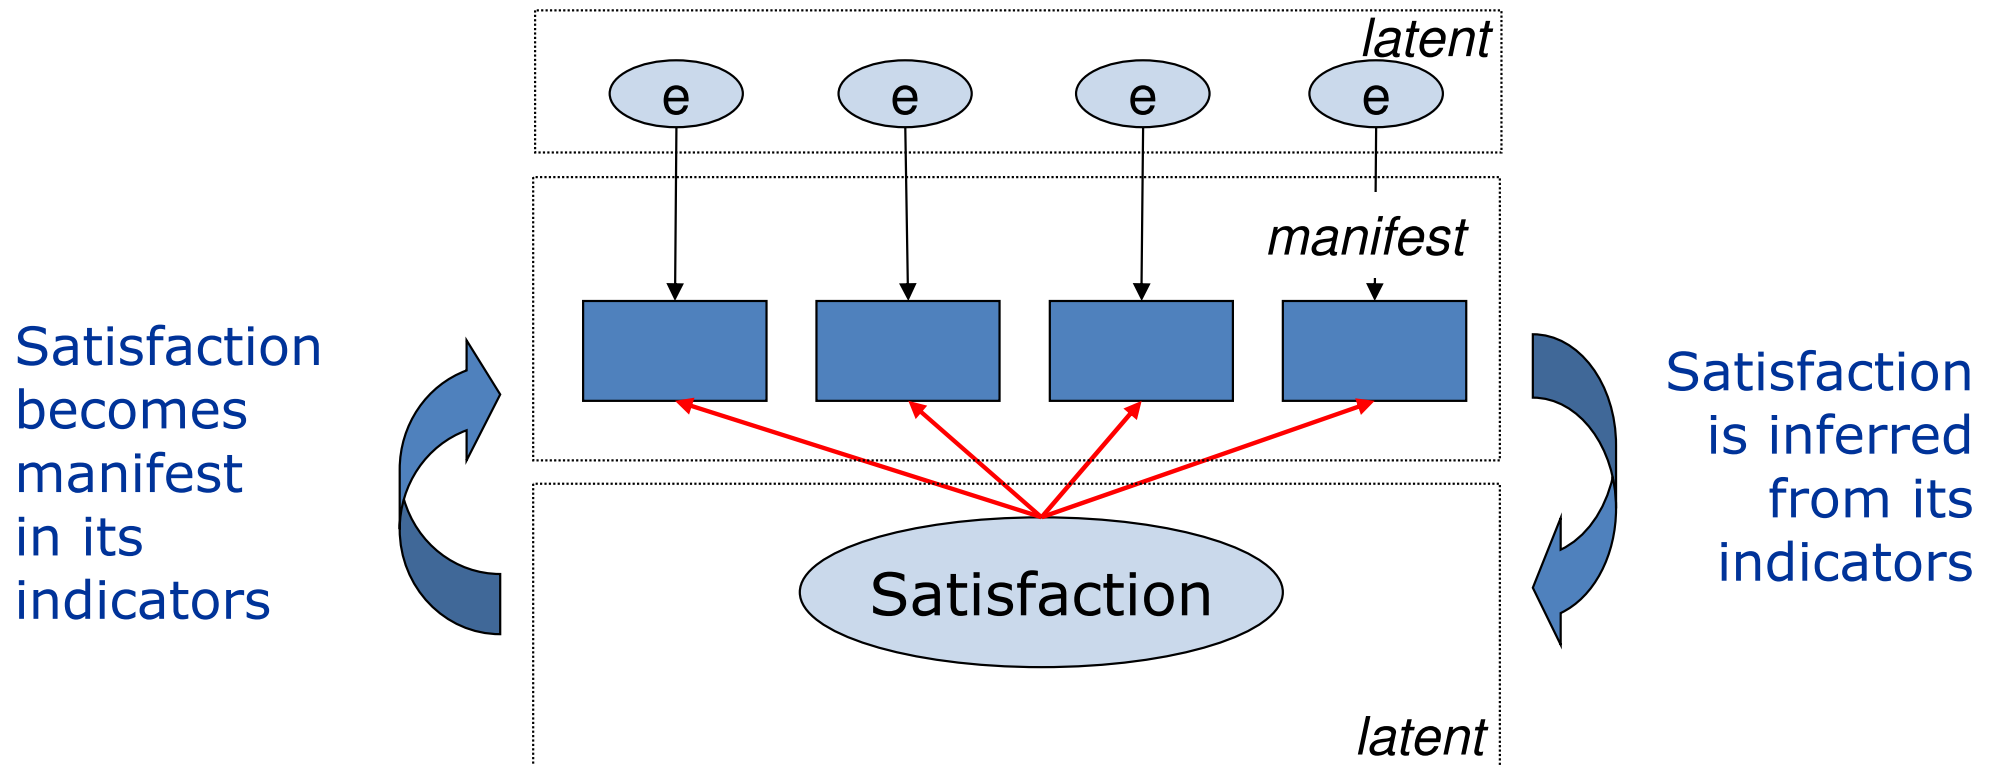 latent
e e e e
manifest
Satisfaction
becomes
manifest
in its
indicators
Satisfaction
is inferred
from its
indicators
Satisfaction
latent